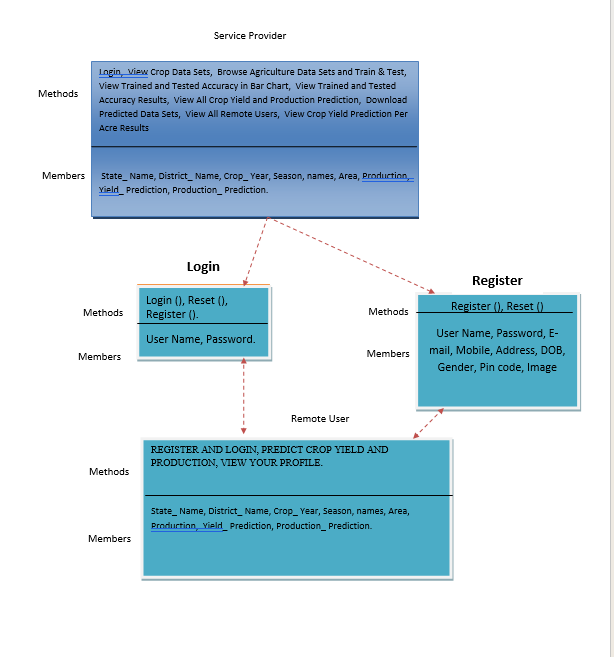 Service Provider
Methods
Login, View Crop Data Sets, Browse Agriculture Data Sets and Train & Test,
View Trained and Tested Accuracy in Bar Chart, View Trained and Tested
Accuracy Results, View All Crop Yield and Production Prediction, Download
Predicted Data Sets, View All Remote Users, View Crop Yield Prediction Per
Acre Results
Members
State_ Name, District_ Name, Crop_ Year, Season, names, Area, Production,
Yield_ Prediction, Production_ Prediction.
Login
Methods
Login (), Reset (),
Register ().
Members
User Name, Password.
Register
Methods
Register (), Reset ()
Members
User Name, Password, E-
mail, Mobile, Address, DOB,
Gender, Pin code, Image
Remote User
Methods
REGISTER AND LOGIN, PREDICT CROP YIELD AND
PRODUCTION, VIEW YOUR PROFILE.
Members
State_ Name, District_ Name, Crop_ Year, Season, names, Area,
Production, Yield_ Prediction, Production_ Prediction.